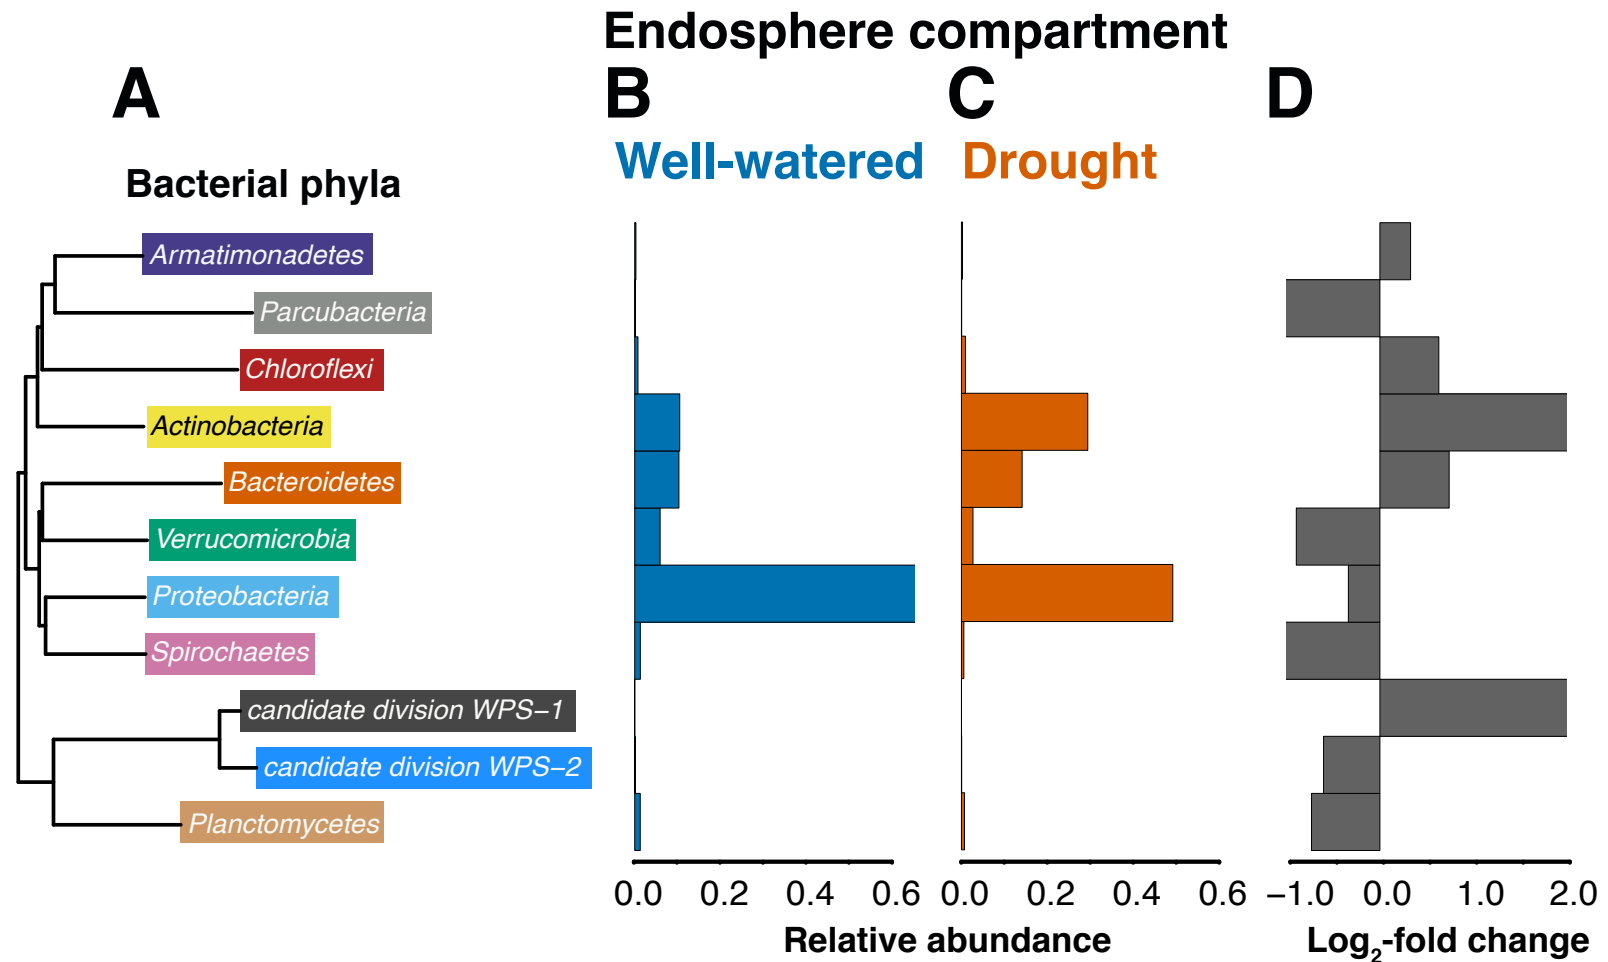 Endosphere compartment
A
B
C
D
Well-watered
Drought
Bacterial phyla
Armatimonadetes
Parcubacteria
Chloroflexi
Actinobacteria
Bacteroidetes
Verrucomicrobia
Proteobacteria
Spirochaetes
candidate division WPS−1
candidate division WPS−2
Planctomycetes
0.0 0.2 0.4 0.6
0.0 0.2 0.4 0.6
−1.0 0.0 1.0 2.0
Relative abundance
Log₂-fold change